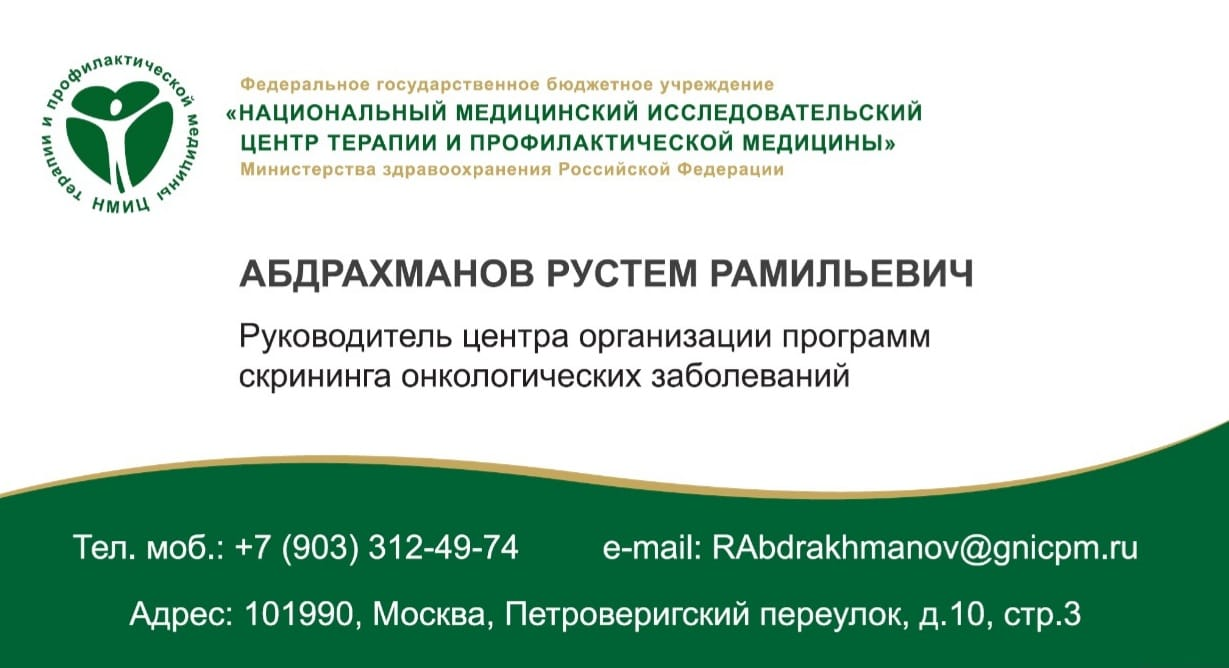 НМИЦ терапии и профилактической медицины
Федеральное государственное бюджетное учреждение
«НАЦИОНАЛЬНЫЙ МЕДИЦИНСКИЙ ИССЛЕДОВАТЕЛЬСКИЙ
ЦЕНТР ТЕРАПИИ И ПРОФИЛАКТИЧЕСКОЙ МЕДИЦИНЫ»
Министерства здравоохранения Российской Федерации
АБДРАХМАНОВ РУСТЕМ РАМИЛЬЕВИЧ
Руководитель центра организации программ
скрининга онкологических заболеваний
Тел. моб.: +7 (903) 312-49-74 e-mail: RAbdrakhmanov@gnicpm.ru
Адрес: 101990, Москва, Петроверигский переулок, д.10, стр.3